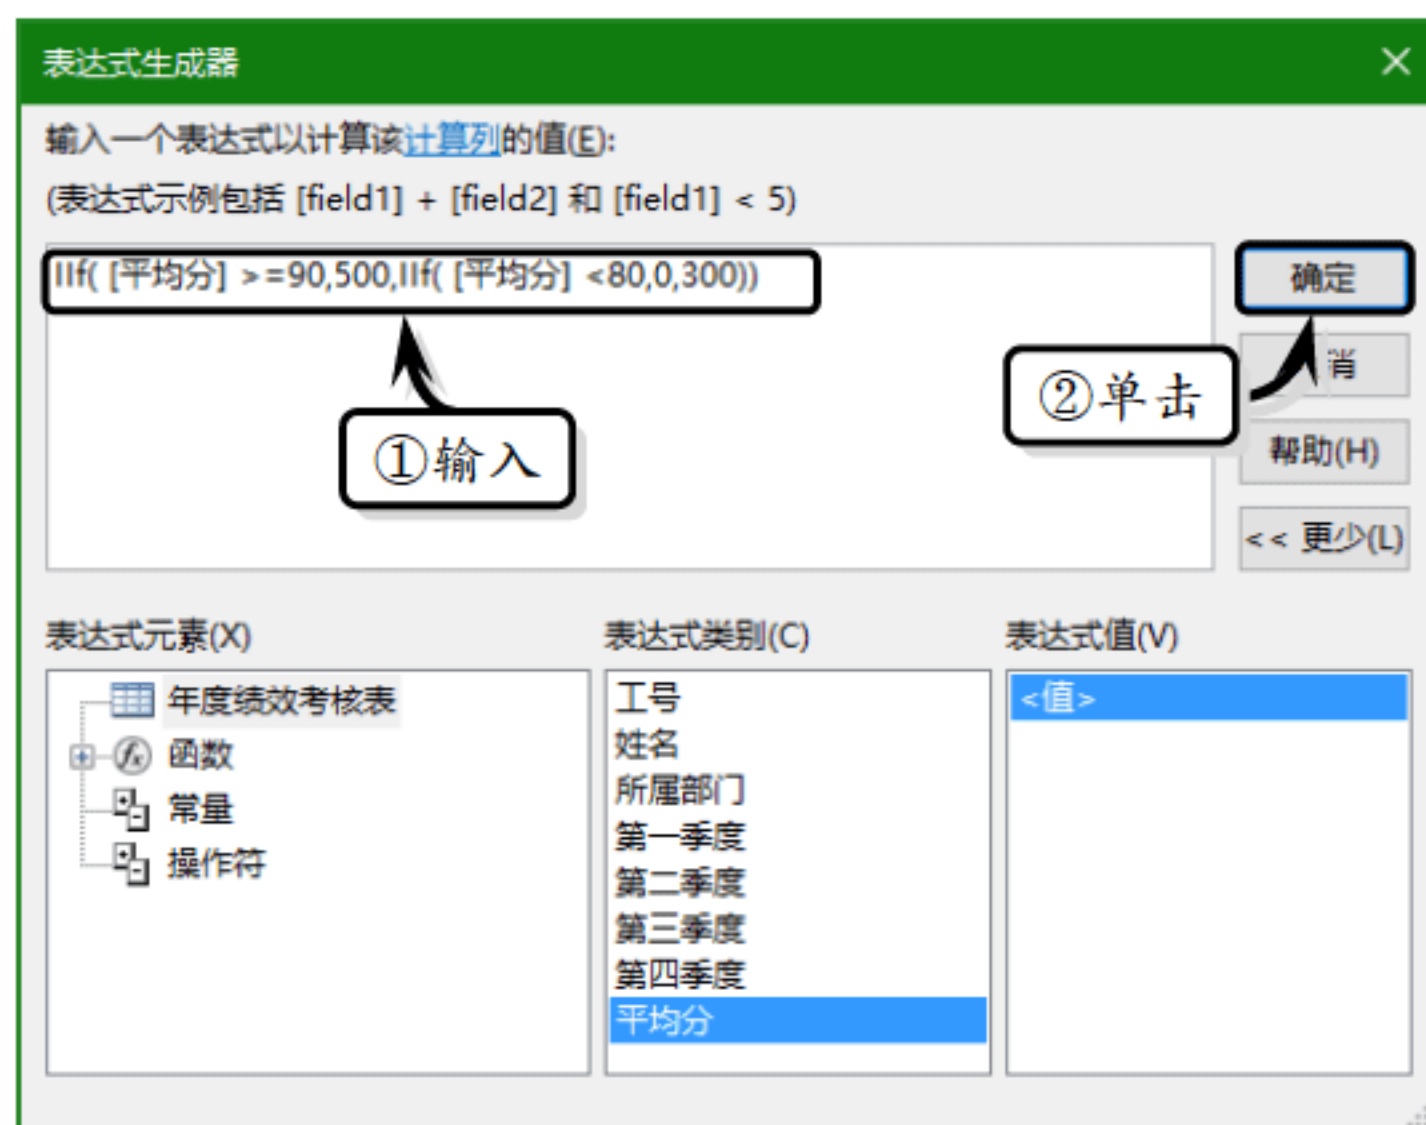 表达式生成器
输入一个表达式以计算该计算列的值(E):
(表达式示例包括 [field1] + [field2] 和 [field1] < 5)
IIf( [平均分] >=90,500,IIf( [平均分] <80,0,300))
确定
①输入
②单击
消
帮助(H)
<< 更少(L)
表达式元素(X)
年度绩效考核表
函数
常量
操作符
表达式类别(C)
工号
姓名
所属部门
第一季度
第二季度
第三季度
第四季度
平均分
表达式值(V)
<值>